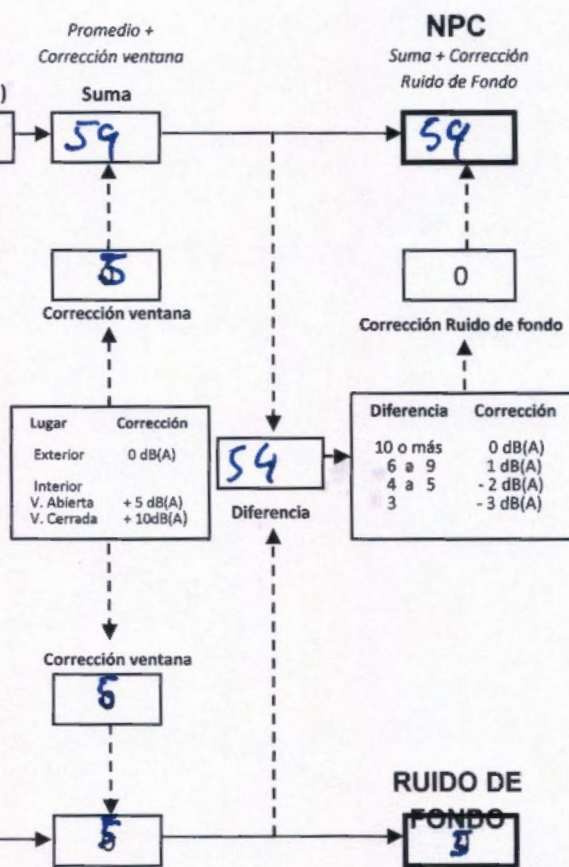 Promedio +
Corrección ventana
NPC
Suma + Corrección
Ruido de Fondo
)
Suma
59
59
5
0
Corrección ventana
Corrección Ruido de fondo
Lugar Corrección
Exterior 0 dB(A)
Interior
V. Abierta + 5 dB(A)
V. Cerrada + 10dB(A)
54
Diferencia
Diferencia Corrección
10 o más 0 dB(A)
6 a 9 1 dB(A)
4 a 5 - 2 dB(A)
3 - 3 dB(A)
Corrección ventana
5
RUIDO DE
FONDO
5
5